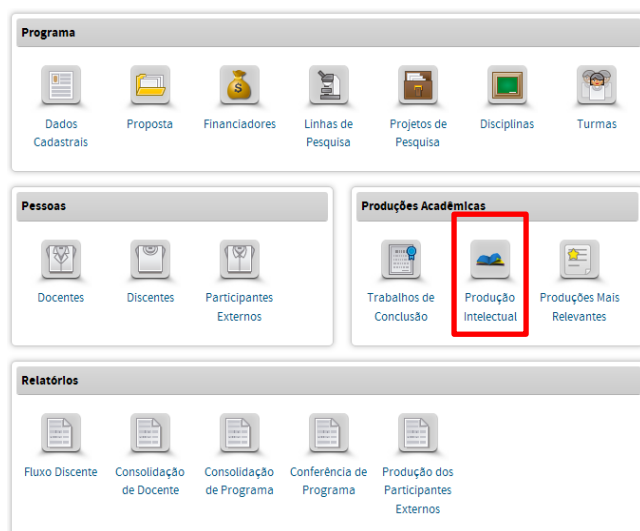 Programa
Dados Cadastrais
Proposta
Financiadores
Linhas de Pesquisa
Projetos de Pesquisa
Disciplinas
Turmas
Pessoas
Docentes
Discentes
Participantes Externos
Produções Acadêmicas
Trabalhos de Conclusão
Produção Intelectual
Produções Mais Relevantes
Relatórios
Fluxo Discente
Consolidação de Docente
Consolidação de Programa
Conferência de Programa
Produção dos Participantes Externos